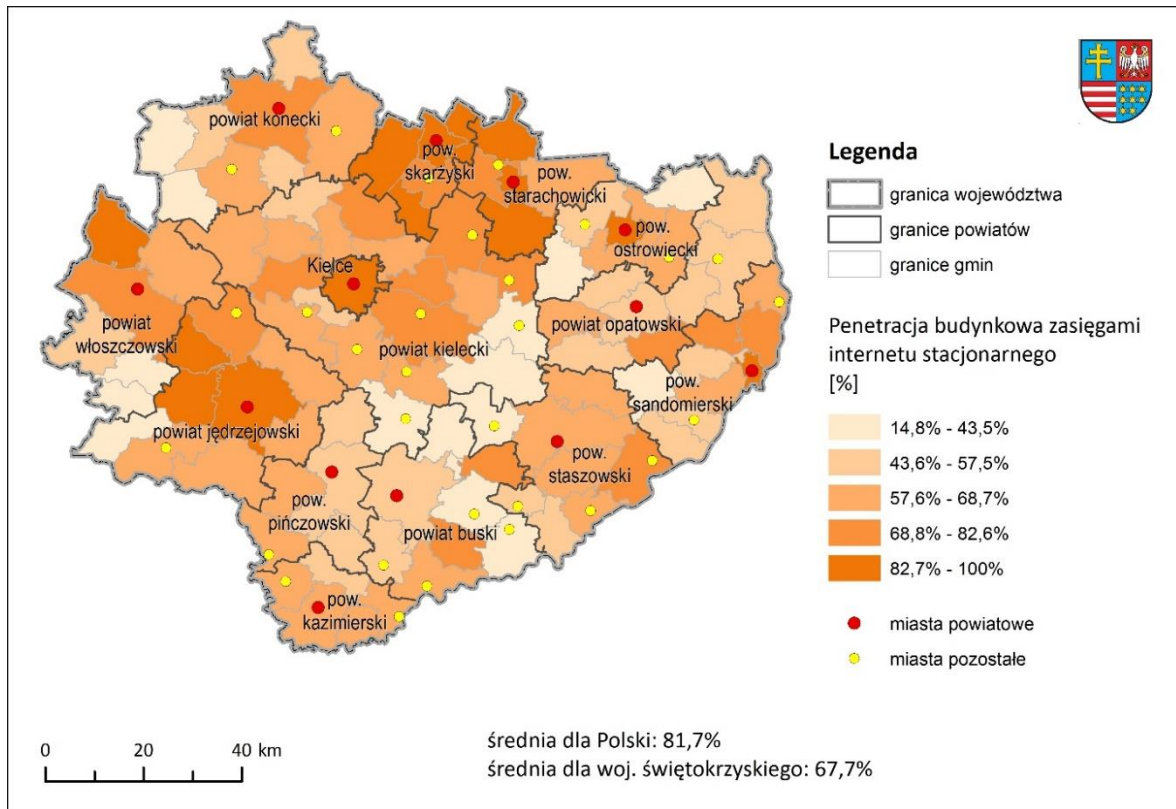 powiat konecki
pow.
skarżyski
pow.
starachowicki
pow.
ostrowiecki
Kielce
powiat
włoszczowski
powiat kielecki
powiat opatowski
pow.
sandomierski
powiat jędrzejowski
pow.
staszowski
pow.
pińczowski
powiat buski
pow.
kazimierski
Legenda
granica województwa
granice powiatów
granice gmin
Penetracja budynkowa zasięgami
internetu stacjonarnego
[%]
14,8% - 43,5%
43,6% - 57,5%
57,6% - 68,7%
68,8% - 82,6%
82,7% - 100%
miasta powiatowe
miasta pozostałe
0 20 40 km
średnia dla Polski: 81,7%
średnia dla woj. świętokrzyskiego: 67,7%